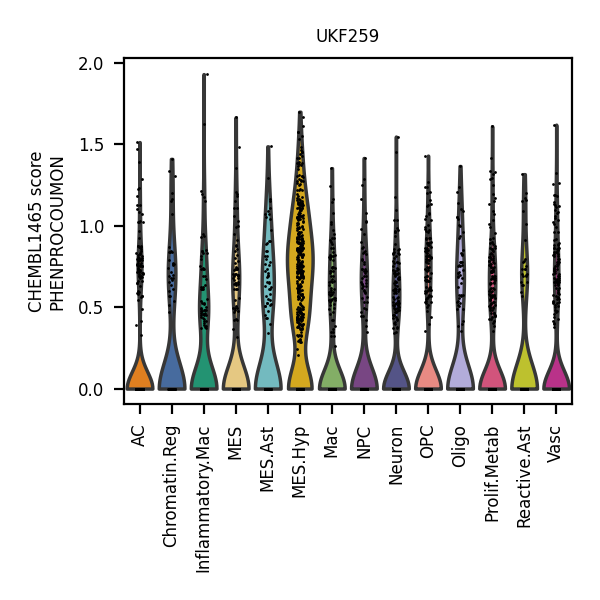 UKF259
CHEMBL1465 score
PHENPROCOUMON
2.0
1.5
1.0
0.5
0.0
AC
Chromatin.Reg
Inflammatory.Mac
MES
MES.Ast
MES.Hyp
Mac
NPC
Neuron
OPC
Oligo
Prolif.Metab
Reactive.Ast
Vasc